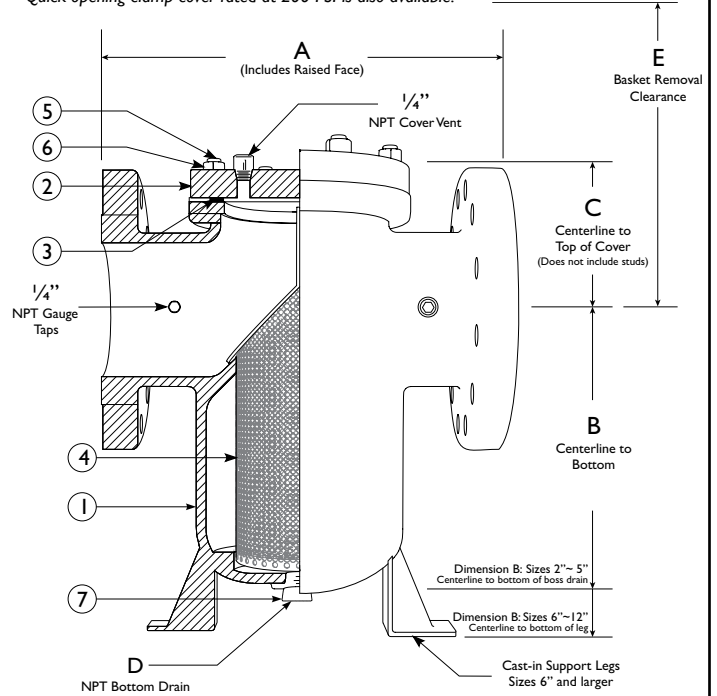 Quick opening clamp cover rated at 200 PSI is also available.
A
(Includes Raised Face)
E
Basket Removal
Clearance
5
1/4”
NPT Cover Vent
6
2
C
Centerline to
Top of Cover
(Does not include studs)
3
1/4”
NPT Gauge
Taps
B
Centerline to
Bottom
4
1
Dimension B: Sizes 2”~ 5”
Centerline to bottom of boss drain
7
Dimension B: Sizes 6”~12”
Centerline to bottom of leg
D
NPT Bottom Drain
Cast-in Support Legs
Sizes 6” and larger